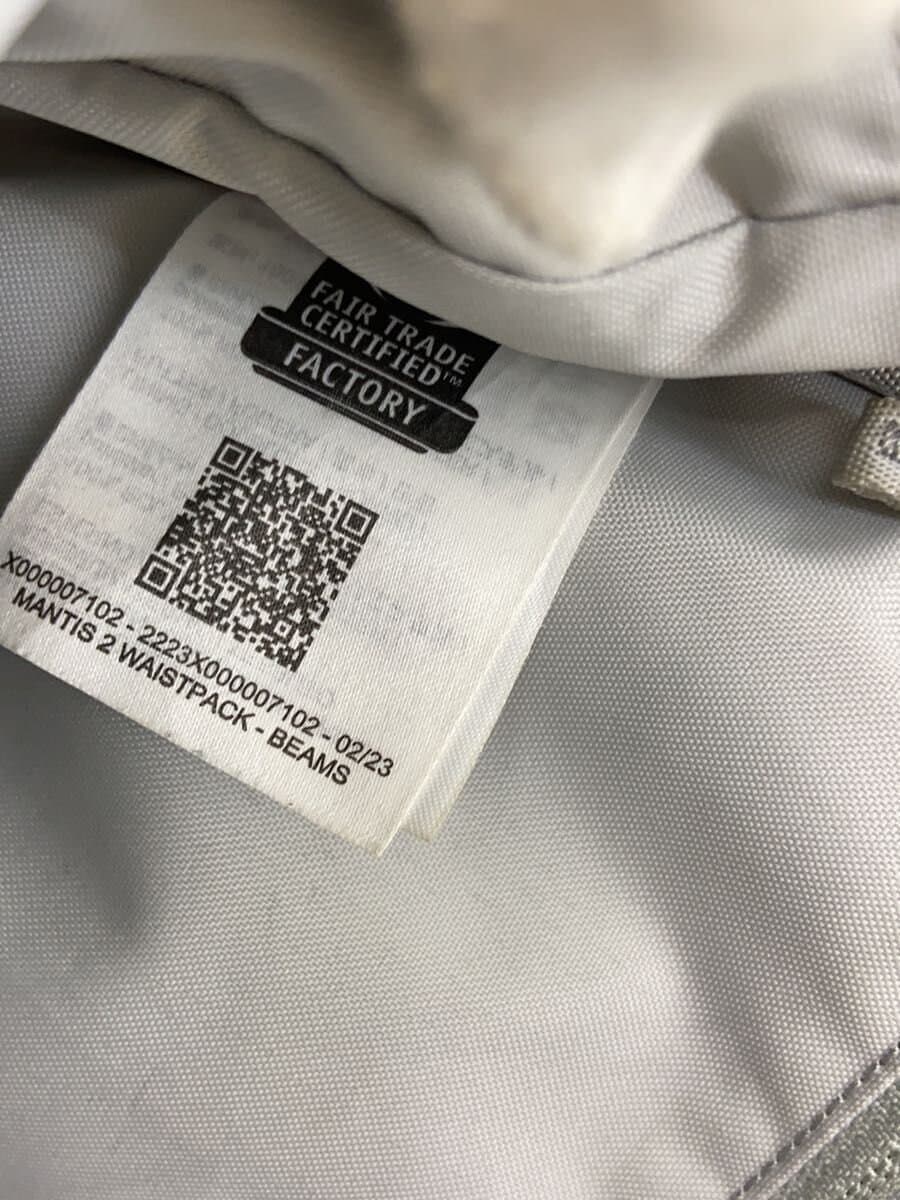 FAIR TRADE
CERTIFIED™
FACTORY
X000007102 - 2223X000007102 - 02/23
MANTIS 2 WAISTPACK - BEAMS